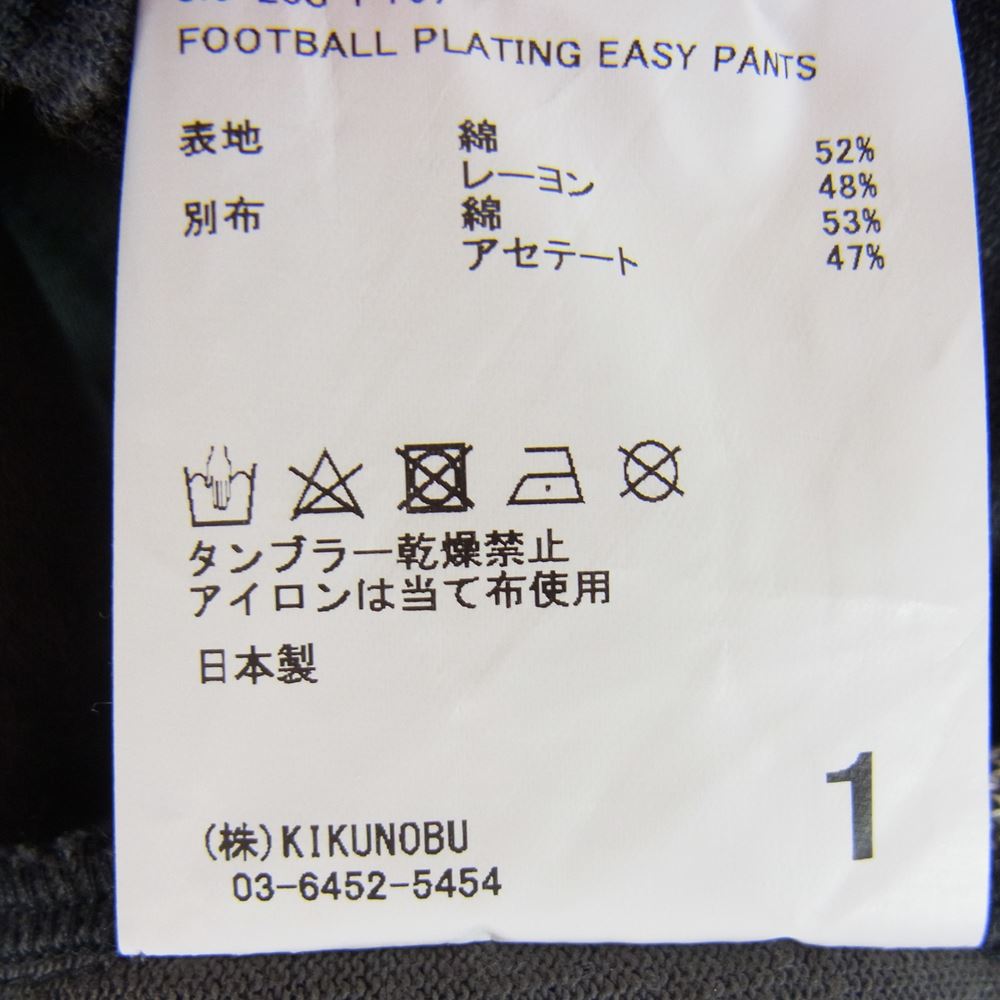 FOOTBALL PLATING EASY PANTS
表地 綿 52%
レーヨン 48%
別布 綿 53%
アセテート 47%
タンブラー乾燥禁止
アイロンは当て布使用
日本製
1
(株)KIKUNOBU
03-6452-5454